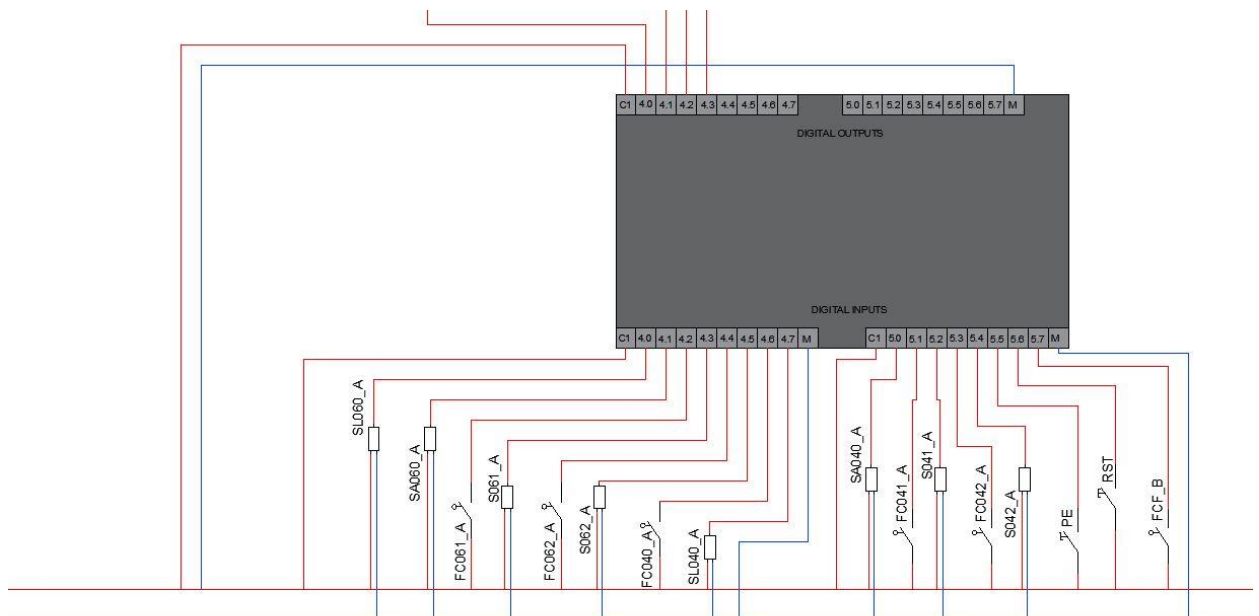 C1 4.0 4.1 4.2 4.3 4.4 4.5 4.6 4.7 5.0 5.1 5.2 5.3 5.4 5.5 5.6 5.7 M
DIGITAL OUTPUTS
DIGITAL INPUTS
C1 4.0 4.1 4.2 4.3 4.4 4.5 4.6 4.7 M C1 5.0 5.1 5.2 5.3 5.4 5.5 5.6 5.7 M
SL060_A
SA060_A
FC061_A
S061_A
FC062_A
S062_A
FC040_A
SL040_A
SA040_A
FC041_A
S041_A
FC042_A
S042_A
PE
RST
FCF_B